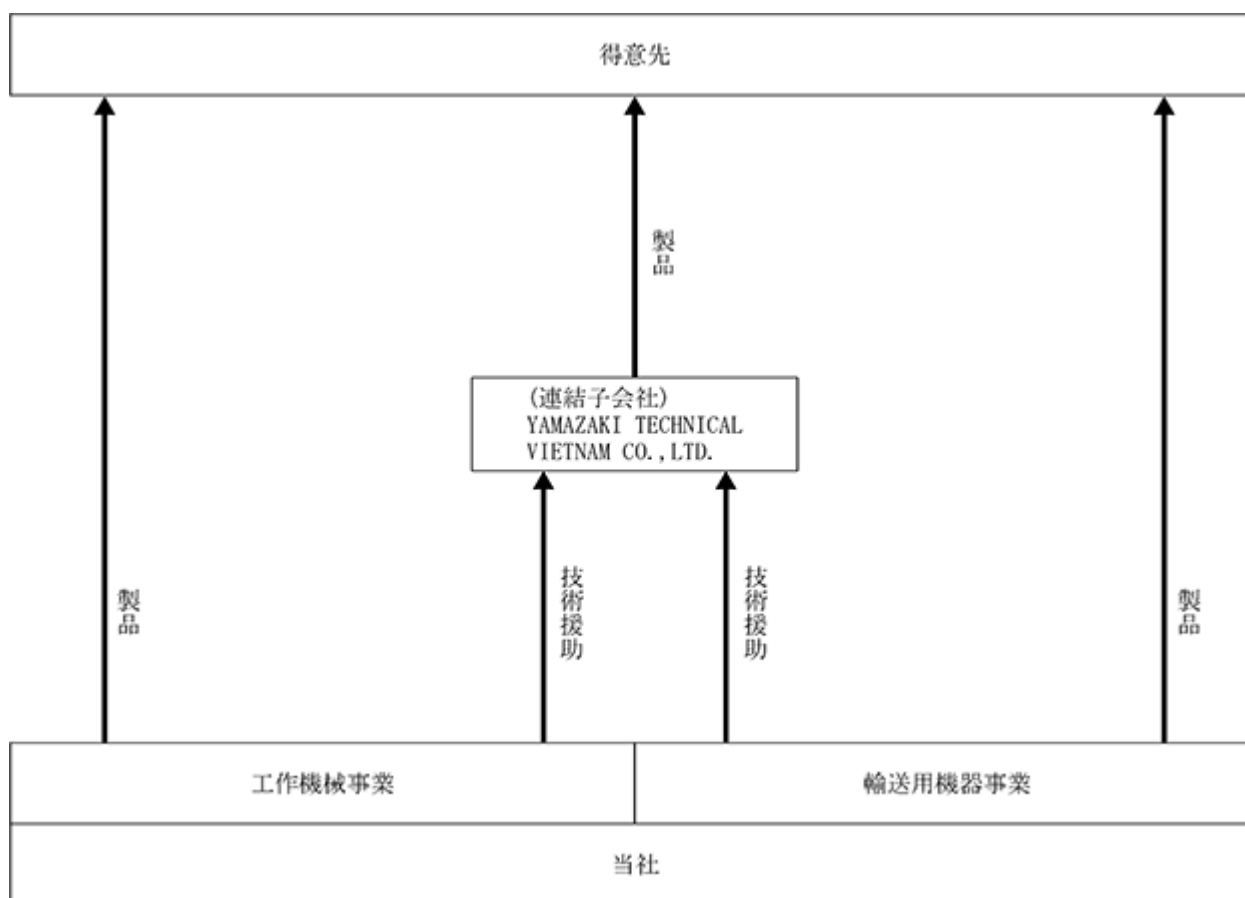 得意先
製品
(連結子会社)
YAMAZAKI TECHNICAL
VIETNAM CO.,LTD.
製品
技術援助
技術援助
製品
工作機械事業
輸送用機器事業
当社